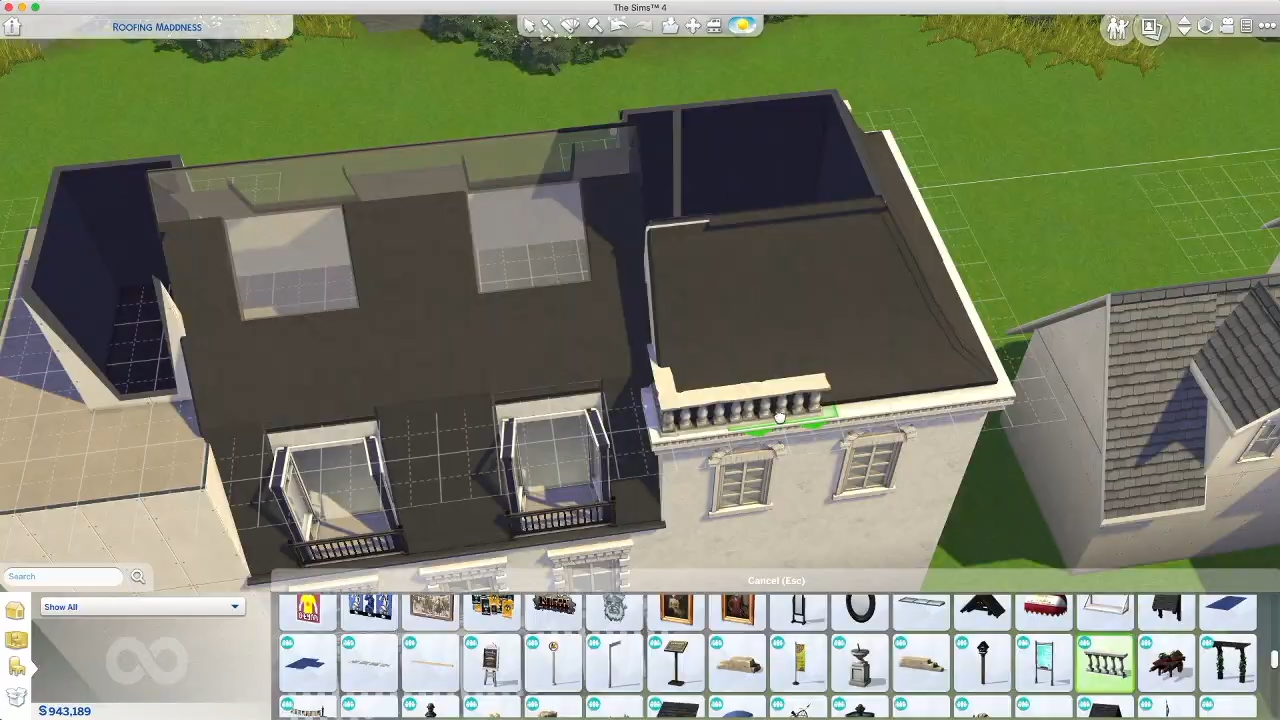 The Sims™ 4
Roofing Maddness
Cancel (Esc)
Search
Show All
§943,189